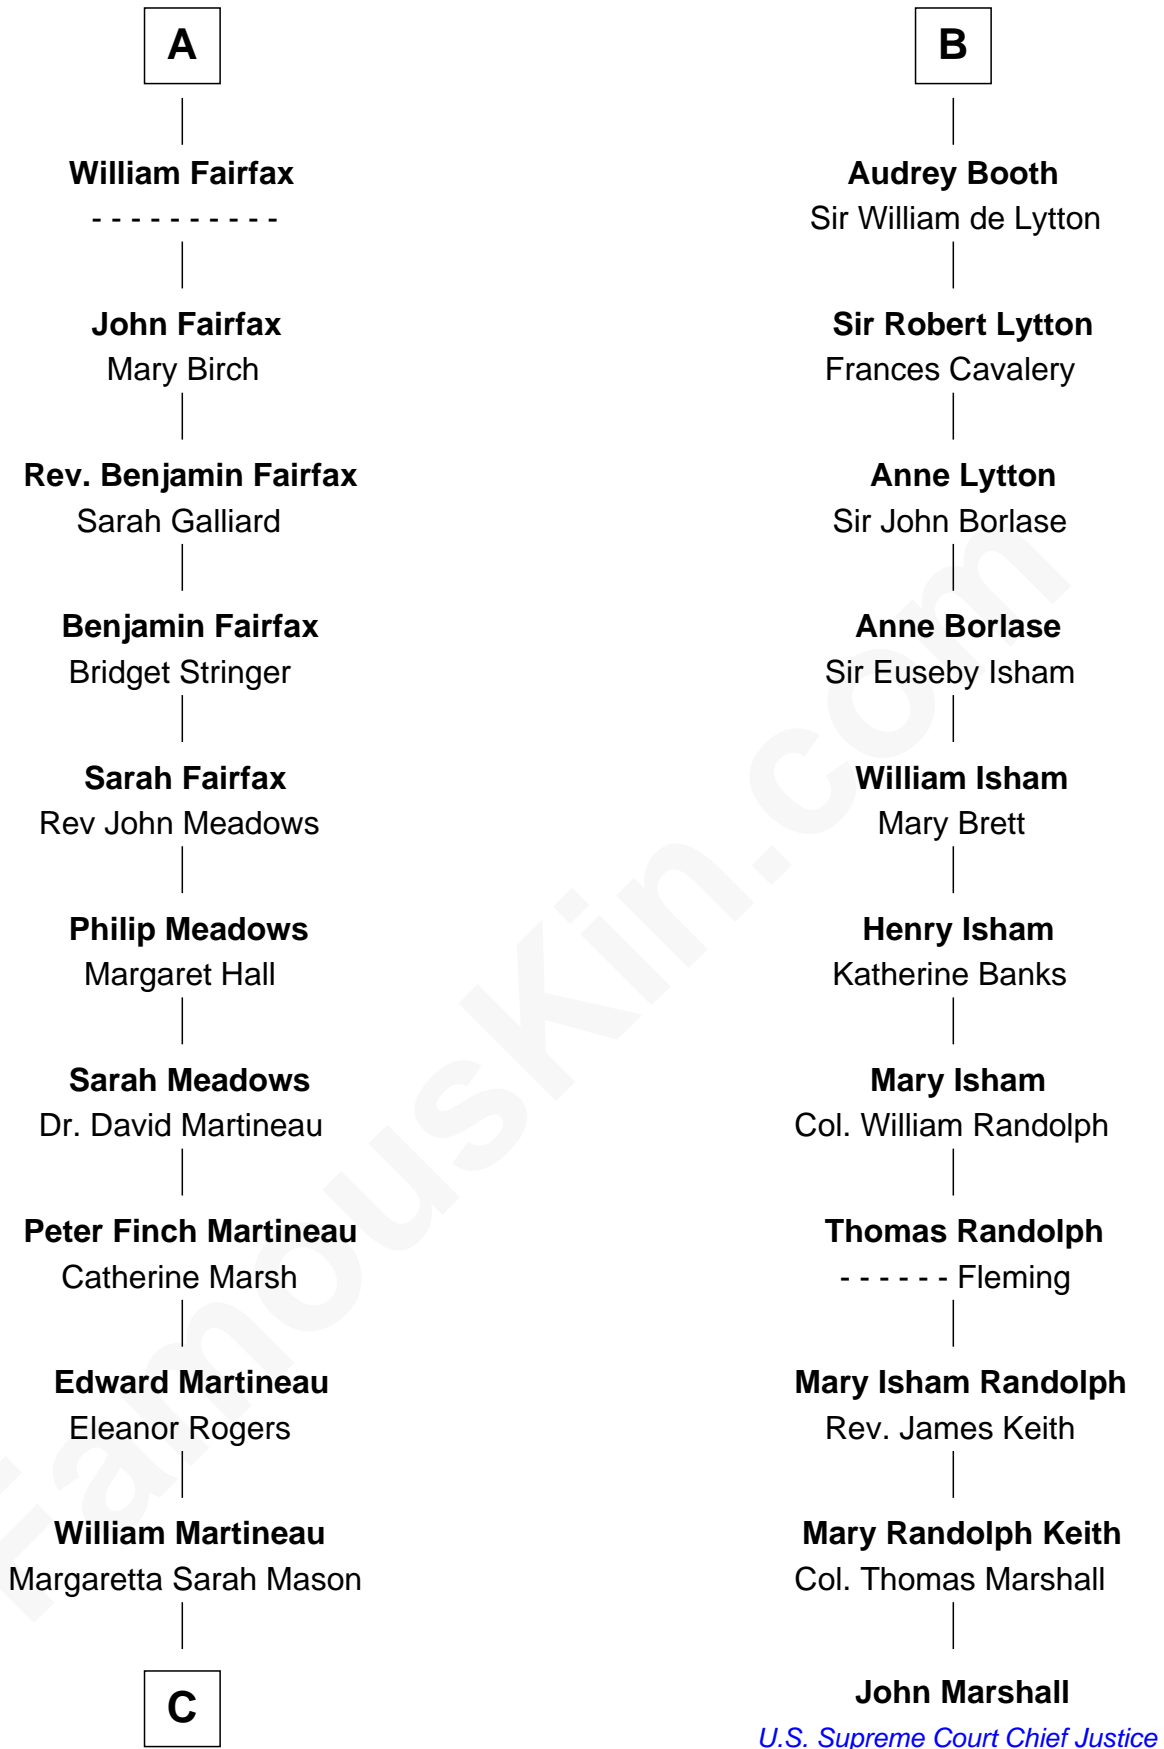 A
William Fairfax
- - - - - - - - - -
John Fairfax
Mary Birch
Rev. Benjamin Fairfax
Sarah Galliard
Benjamin Fairfax
Bridget Stringer
Sarah Fairfax
Rev John Meadows
Philip Meadows
Margaret Hall
Sarah Meadows
Dr. David Martineau
Peter Finch Martineau
Catherine Marsh
Edward Martineau
Eleanor Rogers
William Martineau
Margaretta Sarah Mason
C
B
Audrey Booth
Sir William de Lytton
Sir Robert Lytton
Frances Cavalery
Anne Lytton
Sir John Borlase
Anne Borlase
Sir Euseby Isham
William Isham
Mary Brett
Henry Isham
Katherine Banks
Mary Isham
Col. William Randolph
Thomas Randolph
- - - - - - Fleming
Mary Isham Randolph
Rev. James Keith
Mary Randolph Keith
Col. Thomas Marshall
John Marshall
U.S. Supreme Court Chief Justice
FamousKin.com